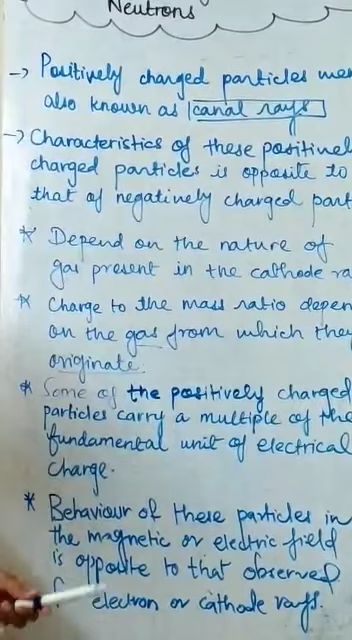 Neutrons
→ Positively charged particles wer
also known as canal rays
→ Characteristics of these positivel
charged particles is opposite to
that of negatively charged part
* Depend on the nature of
gas present in the cathode ra
* Charge to the mass ratio depen
on the gas from which the
originate.
* Some of the positively charged
particles carry a multiple of the
fundamental unit of electrical
charge.
* Behaviour of these particles in
the magnetic or electric field
is opposite to that observed
electron or cathode rays.